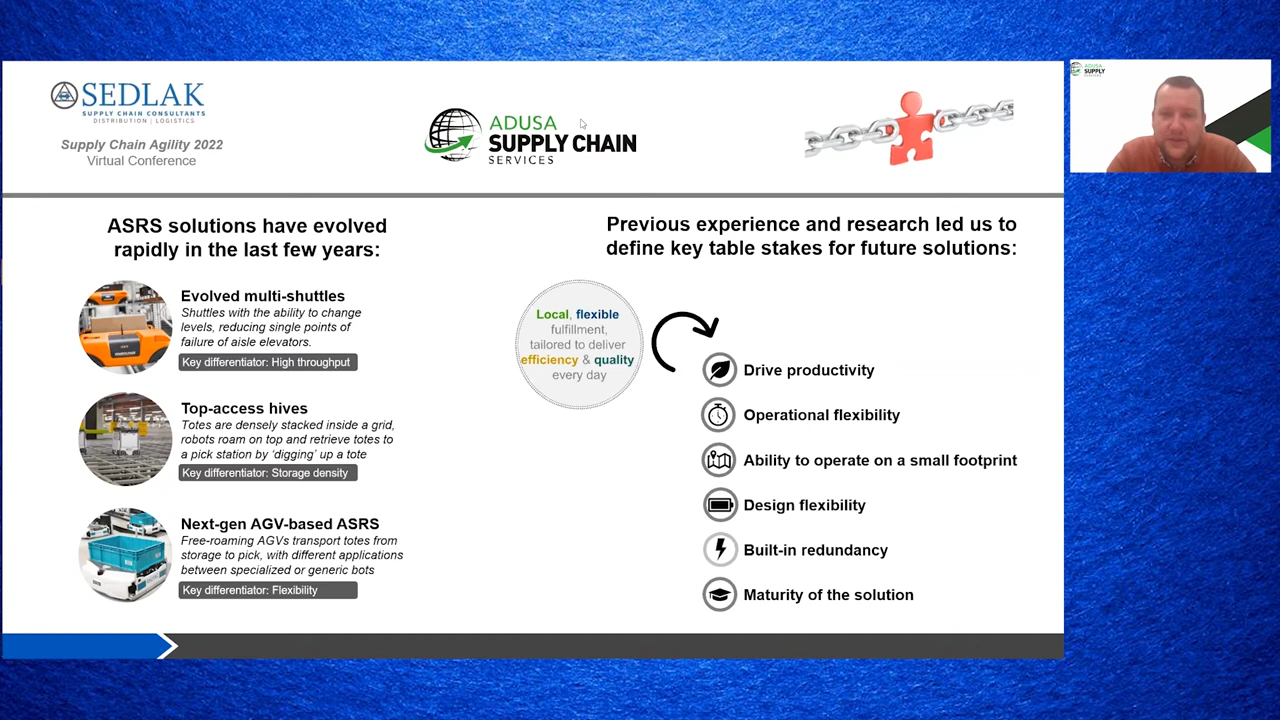 SEDLAK
SUPPLY CHAIN CONSULTANTS
DISTRIBUTION | LOGISTICS
Supply Chain Agility 2022
Virtual Conference
ADUSA
SUPPLY CHAIN
SERVICES
ADUSA
SUPPLY
ASRS solutions have evolved
rapidly in the last few years:
Evolved multi-shuttles
Shuttles with the ability to change
levels, reducing single points of
failure of aisle elevators.
Key differentiator: High throughput
Top-access hives
Totes are densely stacked inside a grid,
robots roam on top and retrieve totes to
a pick station by ‘digging’ up a tote
Key differentiator: Storage density
Next-gen AGV-based ASRS
Free-roaming AGVs transport totes from
storage to pick, with different applications
between specialized or generic bots
Key differentiator: Flexibility
Previous experience and research led us to
define key table stakes for future solutions:
Local, flexible
fulfillment,
tailored to deliver
efficiency & quality
every day
Drive productivity
Operational flexibility
Ability to operate on a small footprint
Design flexibility
Built-in redundancy
Maturity of the solution